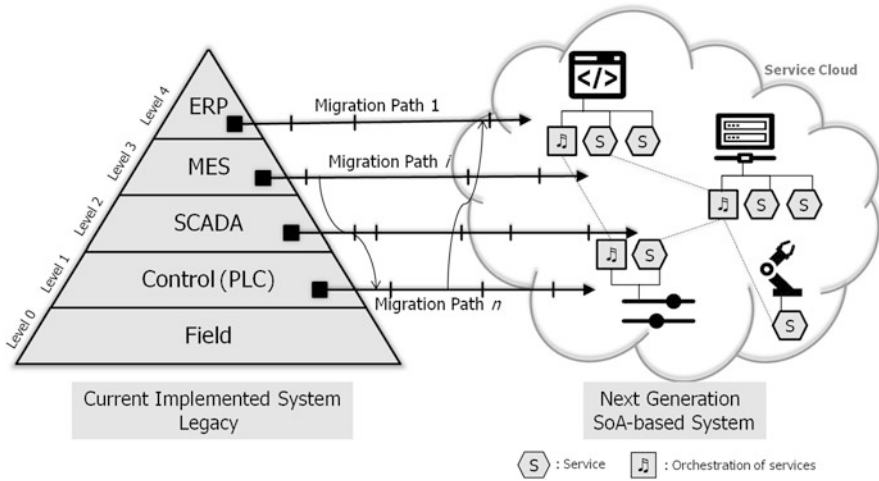 Service Cloud
Level 4
ERP
Migration Path 1
</>
S
S
Level 3
MES
Migration Path i
Level 2
SCADA
S
S
S
Level 1
Control (PLC)
Migration Path n
Level 0
Field
S
Current Implemented System
Legacy
Next Generation
SoA-based System
S : Service
♬ : Orchestration of services